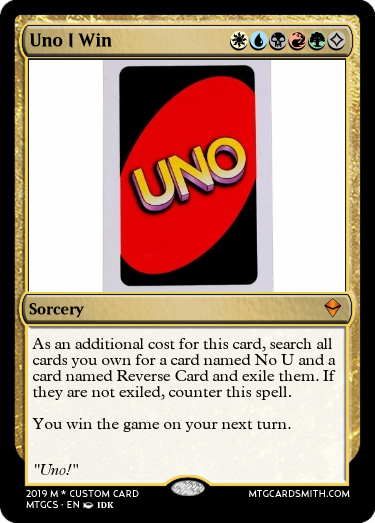 Uno I Win
UNO
Sorcery
As an additional cost for this card, search all
cards you own for a card named No U and a
card named Reverse Card and exile them. If
they are not exiled, counter this spell.
You win the game on your next turn.
"Uno!"
2019 M * CUSTOM CARD
MTGCS · EN IDK
MTGCARDSMITH.COM